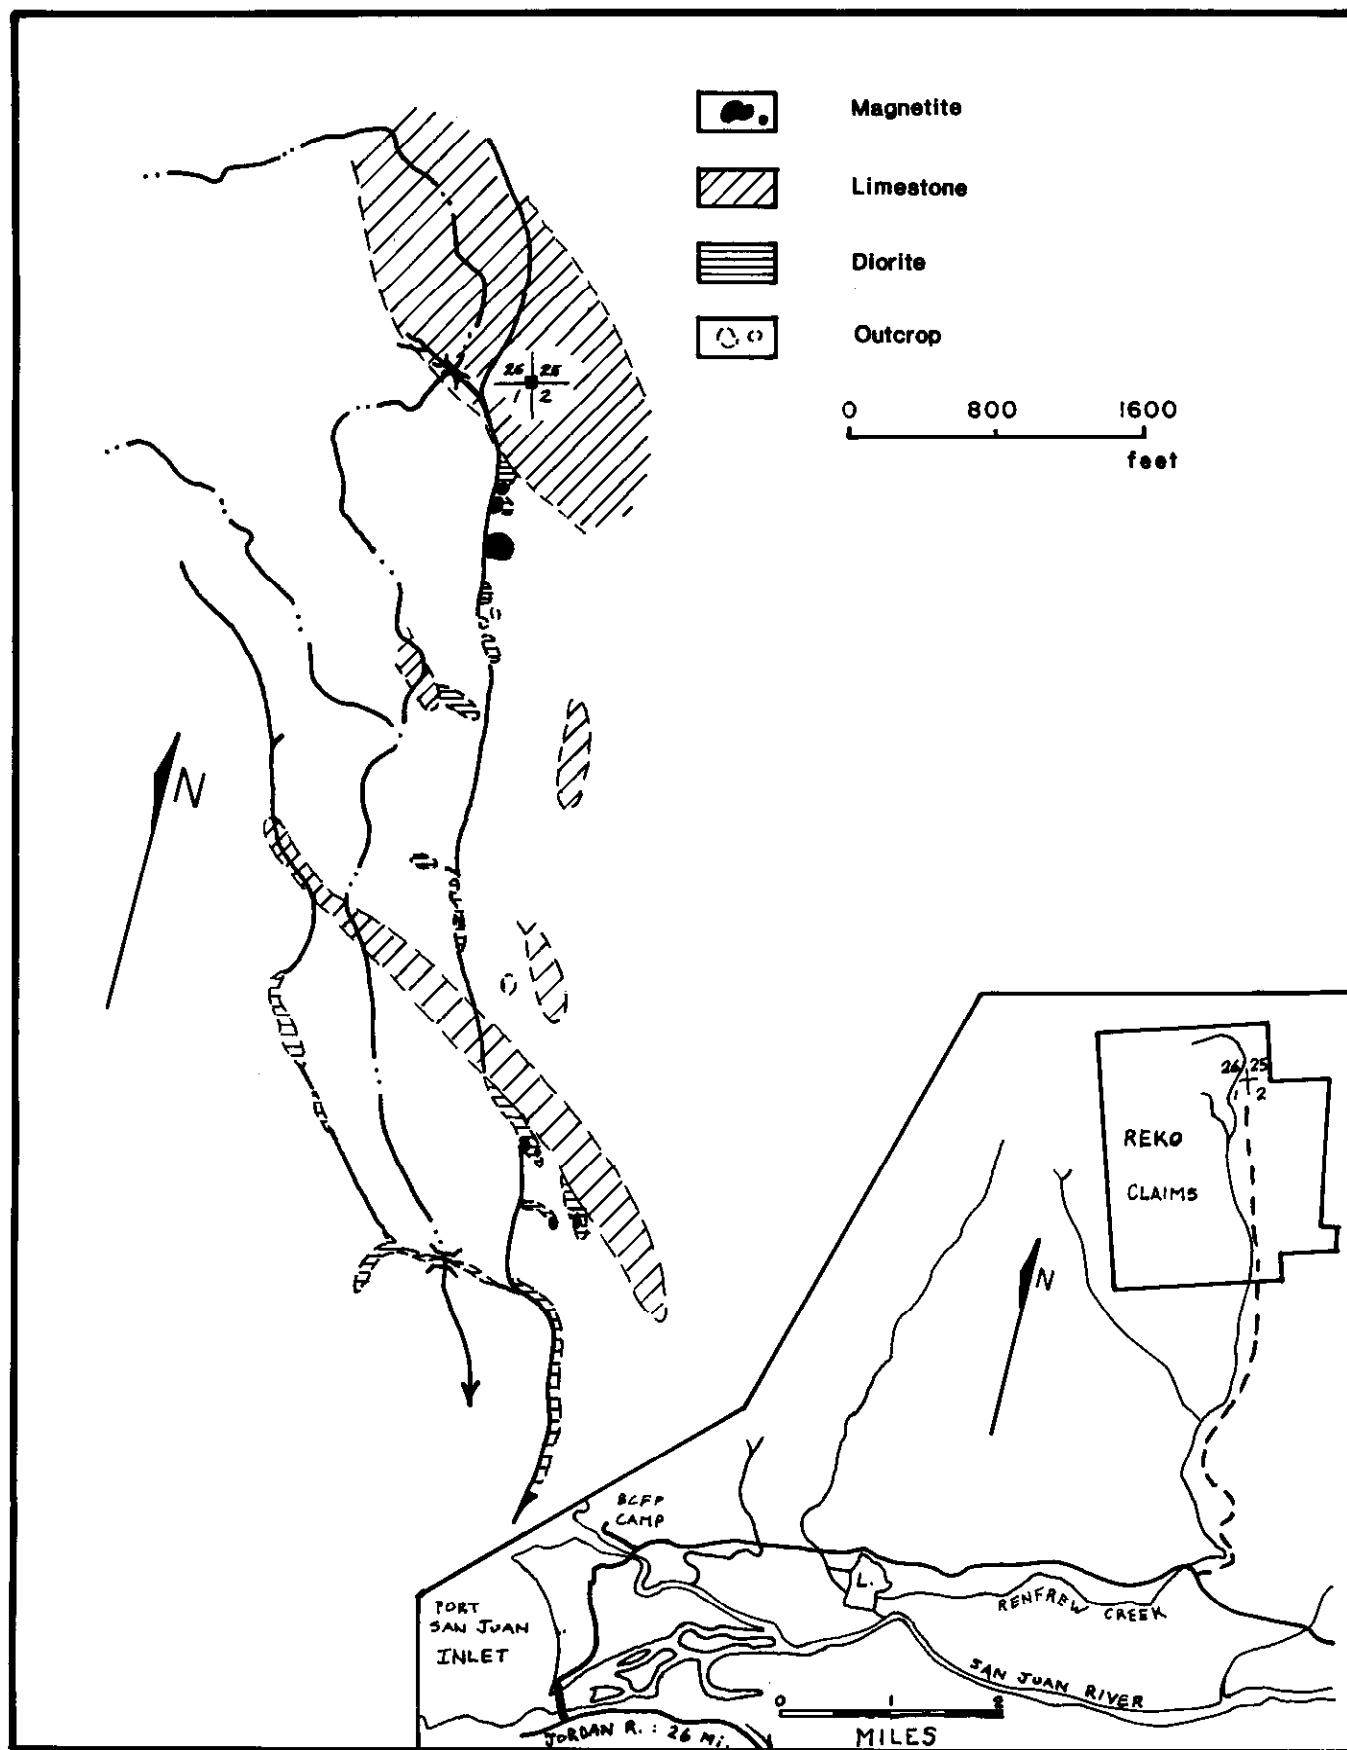 Magnetite
Limestone
Diorite
Outcrop
0 800 1600
feet
26 25
1 2
N
26 25
1 2
REKO
CLAIMS
N
BCFP
CAMP
L.
RENFREW CREEK
PORT
SAN JUAN
INLET
SAN JUAN RIVER
0 1 2
MILES
JORDAN R. : 26 Mi.